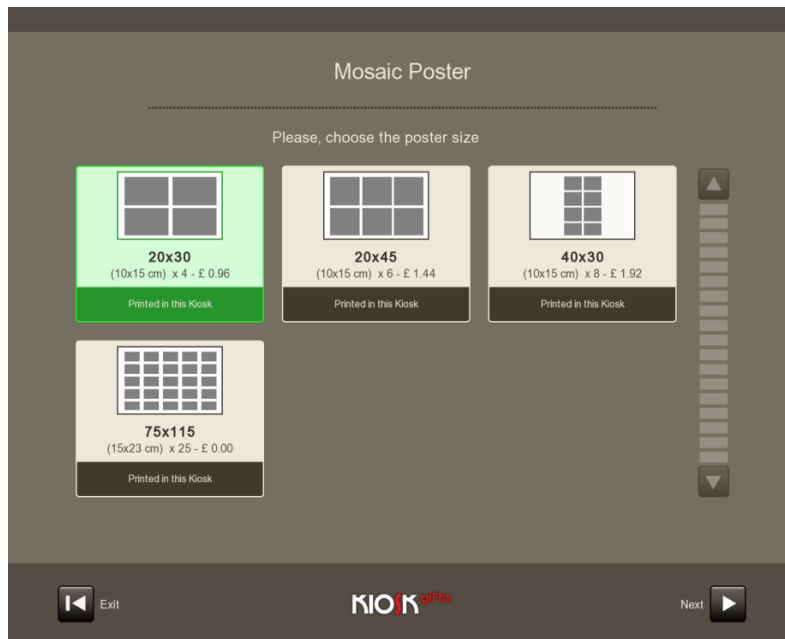 Mosaic Poster
Please, choose the poster size
20x30
(10x15 cm) x 4 - £ 0.96
Printed in this Kiosk
20x45
(10x15 cm) x 6 - £ 1.44
Printed in this Kiosk
40x30
(10x15 cm) x 8 - £ 1.92
Printed in this Kiosk
75x115
(15x23 cm) x 25 - £ 0.00
Printed in this Kiosk
Exit
KIOSK gifts
Next